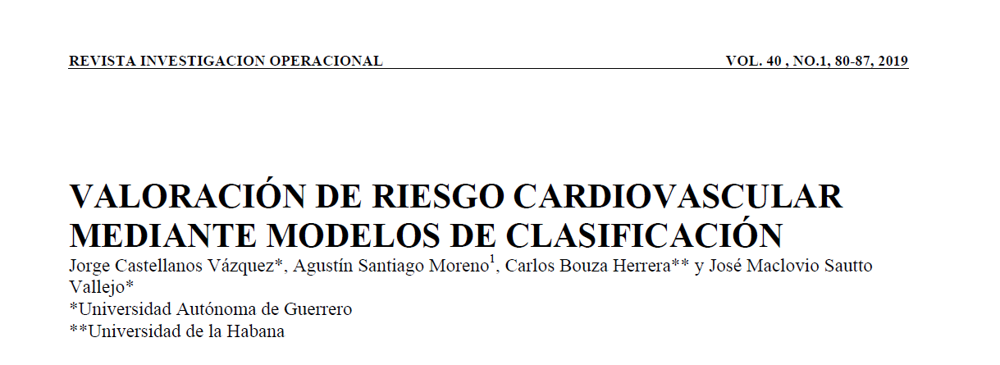 REVISTA INVESTIGACION OPERACIONAL VOL. 40 , NO.1, 80-87, 2019
VALORACIÓN DE RIESGO CARDIOVASCULAR
MEDIANTE MODELOS DE CLASIFICACIÓN
Jorge Castellanos Vázquez*, Agustín Santiago Moreno1, Carlos Bouza Herrera** y José Maclovio Sautto
Vallejo*
*Universidad Autónoma de Guerrero
**Universidad de la Habana